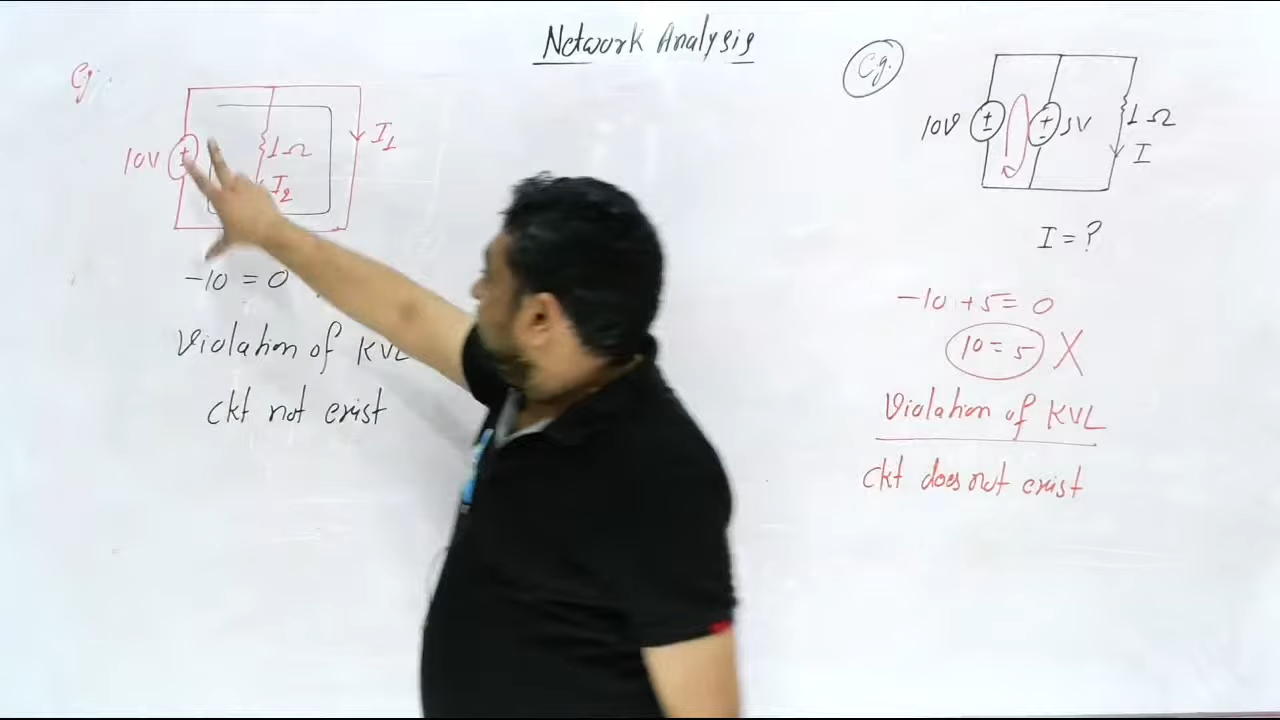 Network Analysis
Eg.
10V
1Ω
I₁
I₂
-10 = 0
Violation of KVL
ckt not exist
Eg.
10V
5V
1Ω
I
I = ?
-10 + 5 = 0
10 = 5 X
Violation of KVL
ckt does not exist